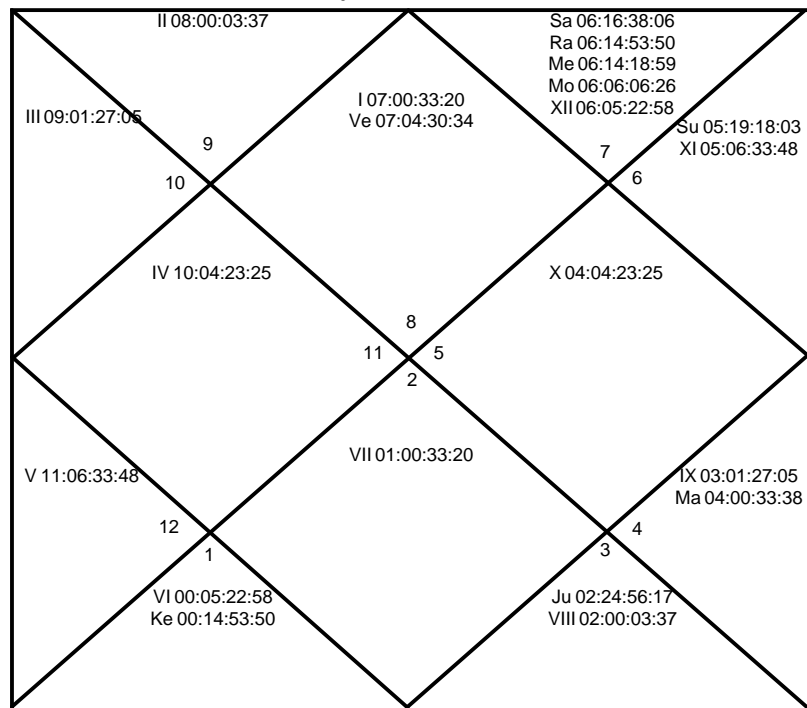 II 08:00:03:37
Sa 06:16:38:06
Ra 06:14:53:50
Me 06:14:18:59
Mo 06:06:06:26
XII 06:05:22:58
I 07:00:33:20
Ve 07:04:30:34
III 09:01:27:05
Su 05:19:18:03
XI 05:06:33:48
9
7
10
6
IV 10:04:23:25
X 04:04:23:25
8
11
5
2
VII 01:00:33:20
V 11:06:33:48
IX 03:01:27:05
Ma 04:00:33:38
12
4
1
3
VI 00:05:22:58
Ke 00:14:53:50
Ju 02:24:56:17
VIII 02:00:03:37